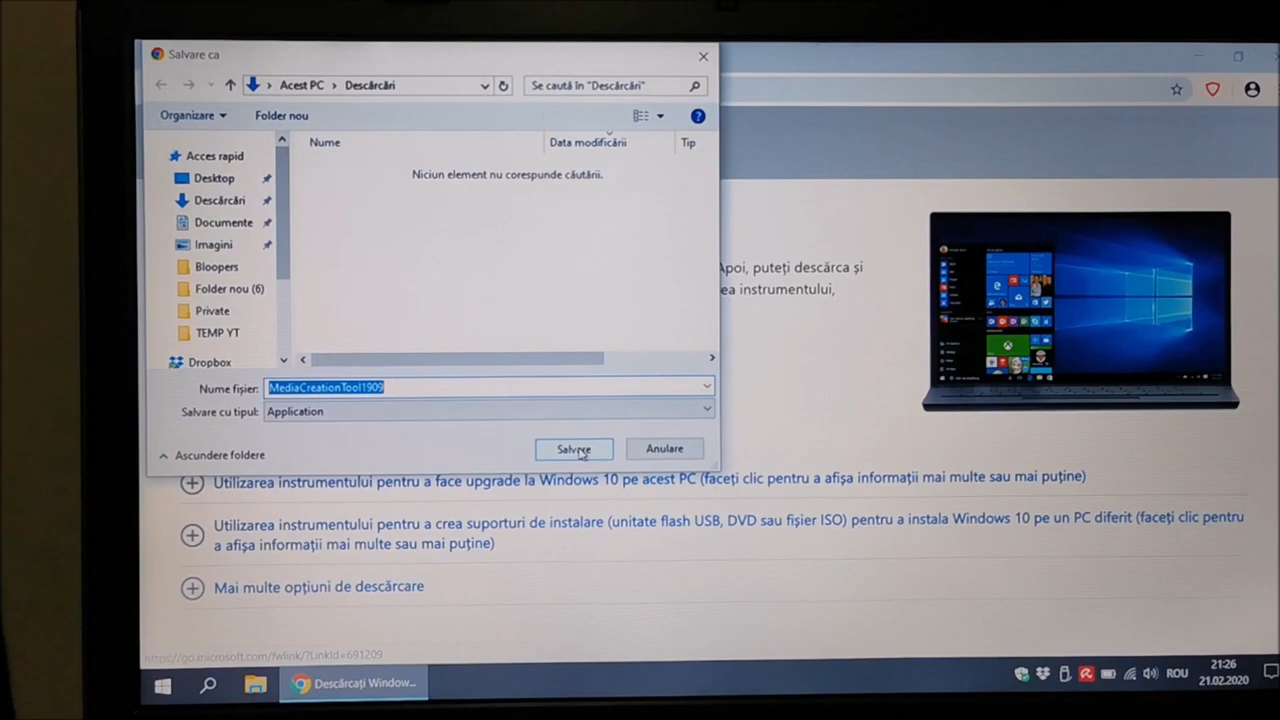 Salvare ca
Acest PC
Descărcări
Se caută în "Descărcări"
Organizare
Folder nou
Nume
Data modificării
Tip
Niciun element nu corespunde căutării.
Acces rapid
Desktop
Descărcări
Documente
Imagini
Bloopers
Folder nou (6)
Private
TEMP YT
Dropbox
Nume fișier:
MediaCreationTool1909
Salvare cu tipul:
Application
Ascundere foldere
Salvare
Anulare
Apoi, puteți descărca și
ea instrumentului,
Utilizarea instrumentului pentru a face upgrade la Windows 10 pe acest PC (faceți clic pentru a afișa informații mai multe sau mai puține)
Utilizarea instrumentului pentru a crea suporturi de instalare (unitate flash USB, DVD sau fișier ISO) pentru a instala Windows 10 pe un PC diferit (faceți clic pentru
a afișa informații mai multe sau mai puține)
Mai multe opțiuni de descărcare
https://go.microsoft.com/fwlink/?LinkId=691209
Descărcați Window...
ROU
21:26
21.02.2020